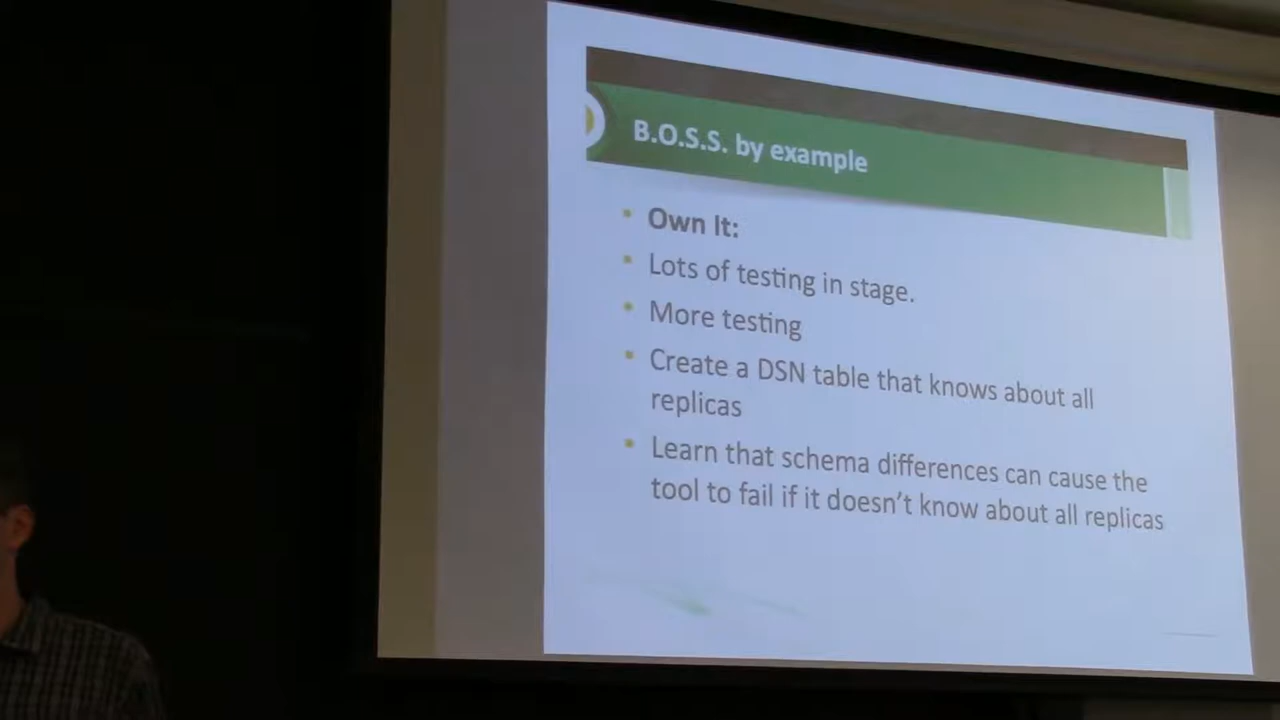 B.O.S.S. by example
Own It:
Lots of testing in stage.
More testing
Create a DSN table that knows about all
replicas
Learn that schema differences can cause the
tool to fail if it doesn't know about all replicas